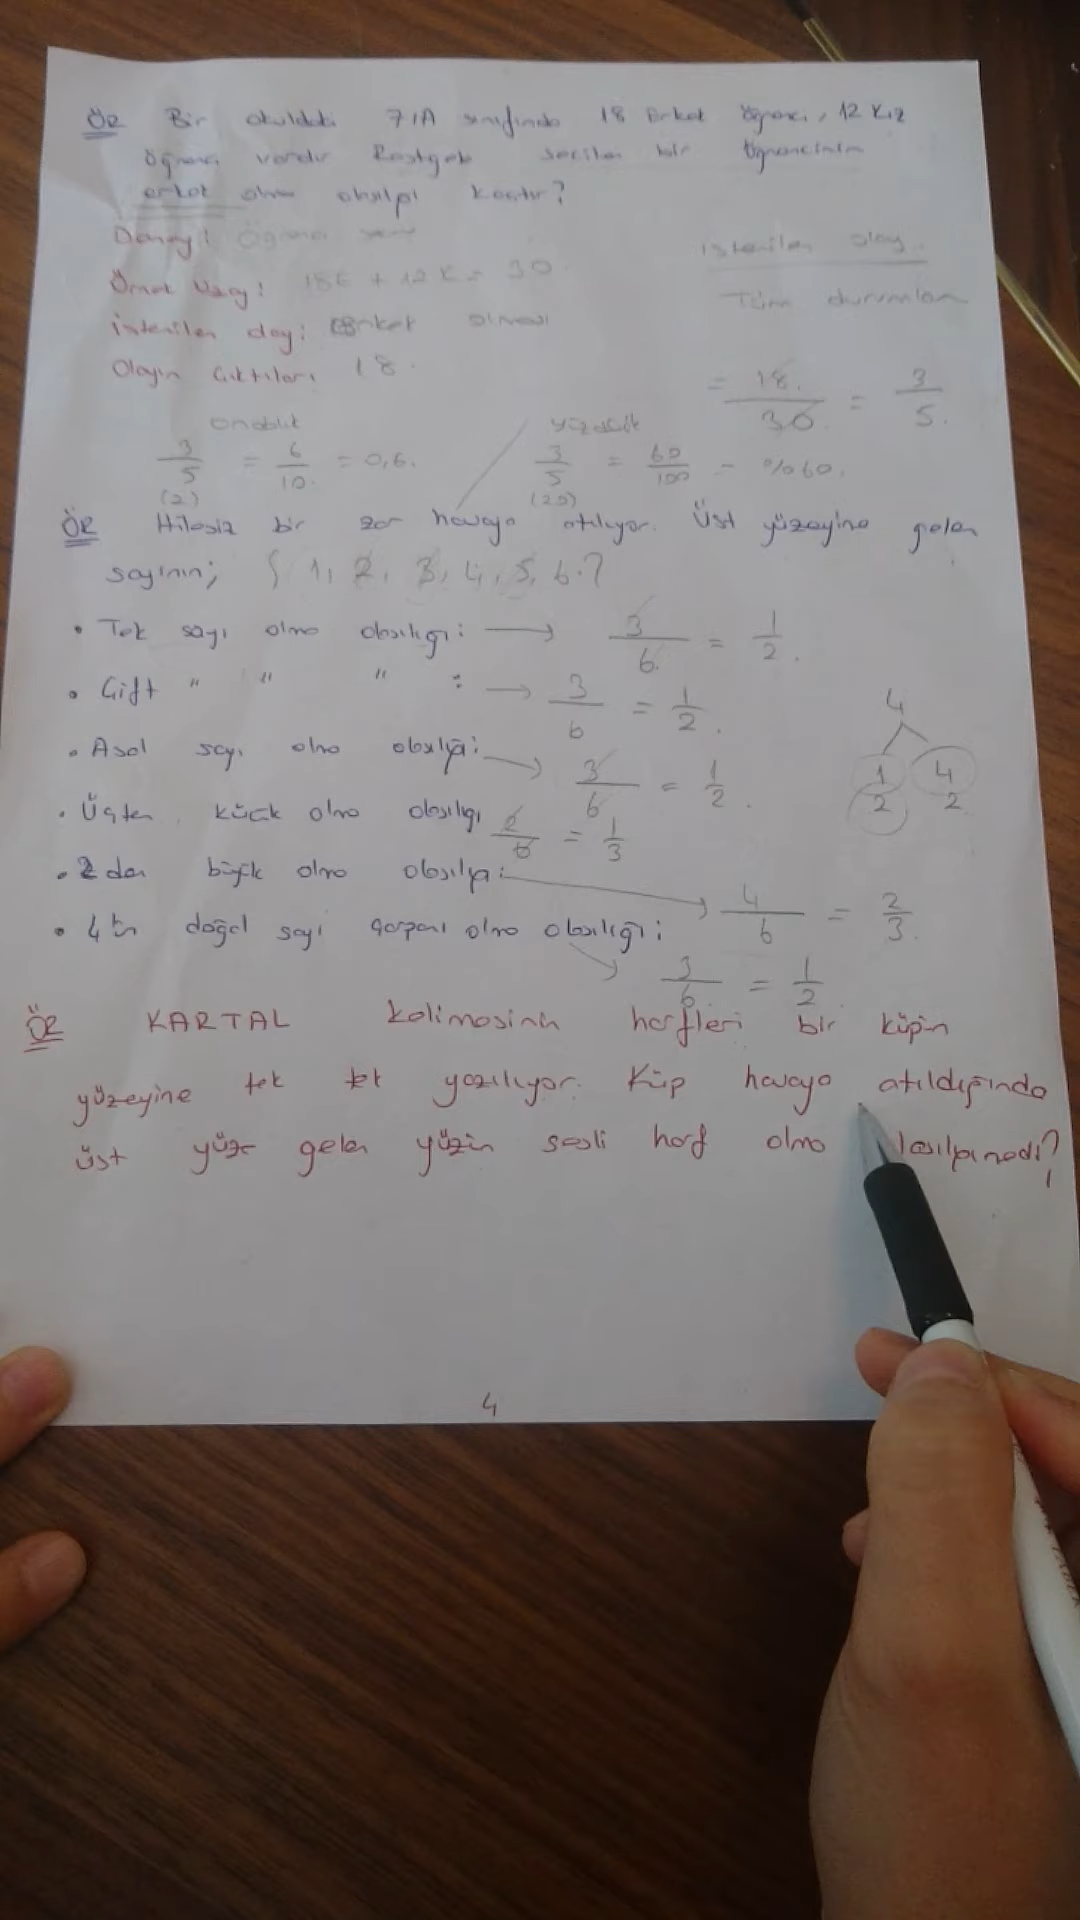 ÖR Bir okuldaki 7/A sınıfında 18 Erkek öğrenci, 12 Kız
öğrenci vardır Rastgele seçilen bir öğrencinin
erkek olma olasılığı kaçtır?
Deney: Öğrenci
Örnek Uzay: 18E + 12K = 30
İstenilen olay: Erkek olması
Olayın Çıktıları 18.
istenilen olay
Tüm durumlar
= 18 / 30 = 3 / 5.
ondalık
3 / 5 = 6 / 10 = 0,6.
(2)
yüzdelik
3 / 5 = 60 / 100 = %60.
(20)
ÖR Hilesiz bir zar havaya atılıyor. Üst yüzeyine gelen
sayının; { 1, 2, 3, 4, 5, 6.}
• Tek sayı olma olasılığı: → 3 / 6. = 1 / 2.
• Çift " " " : → 3 / 6 = 1 / 2.
• Asal sayı olma olasılığı: → 3 / 6 = 1 / 2.
• Üçten küçük olma olasılığı 2 / 6 = 1 / 3
• 2 den büyük olma olasılığı: → 4 / 6 = 2 / 3.
• 4'ün doğal sayı çarpanı olma olasılığı: → 3 / 6. = 1 / 2
4
1 4
2 2
ÖR KARTAL kelimesinin harfleri bir küpün
yüzeyine tek tek yazılıyor. Küp havaya atıldığında
üst yüze gelen yüzün sesli harf olma
4